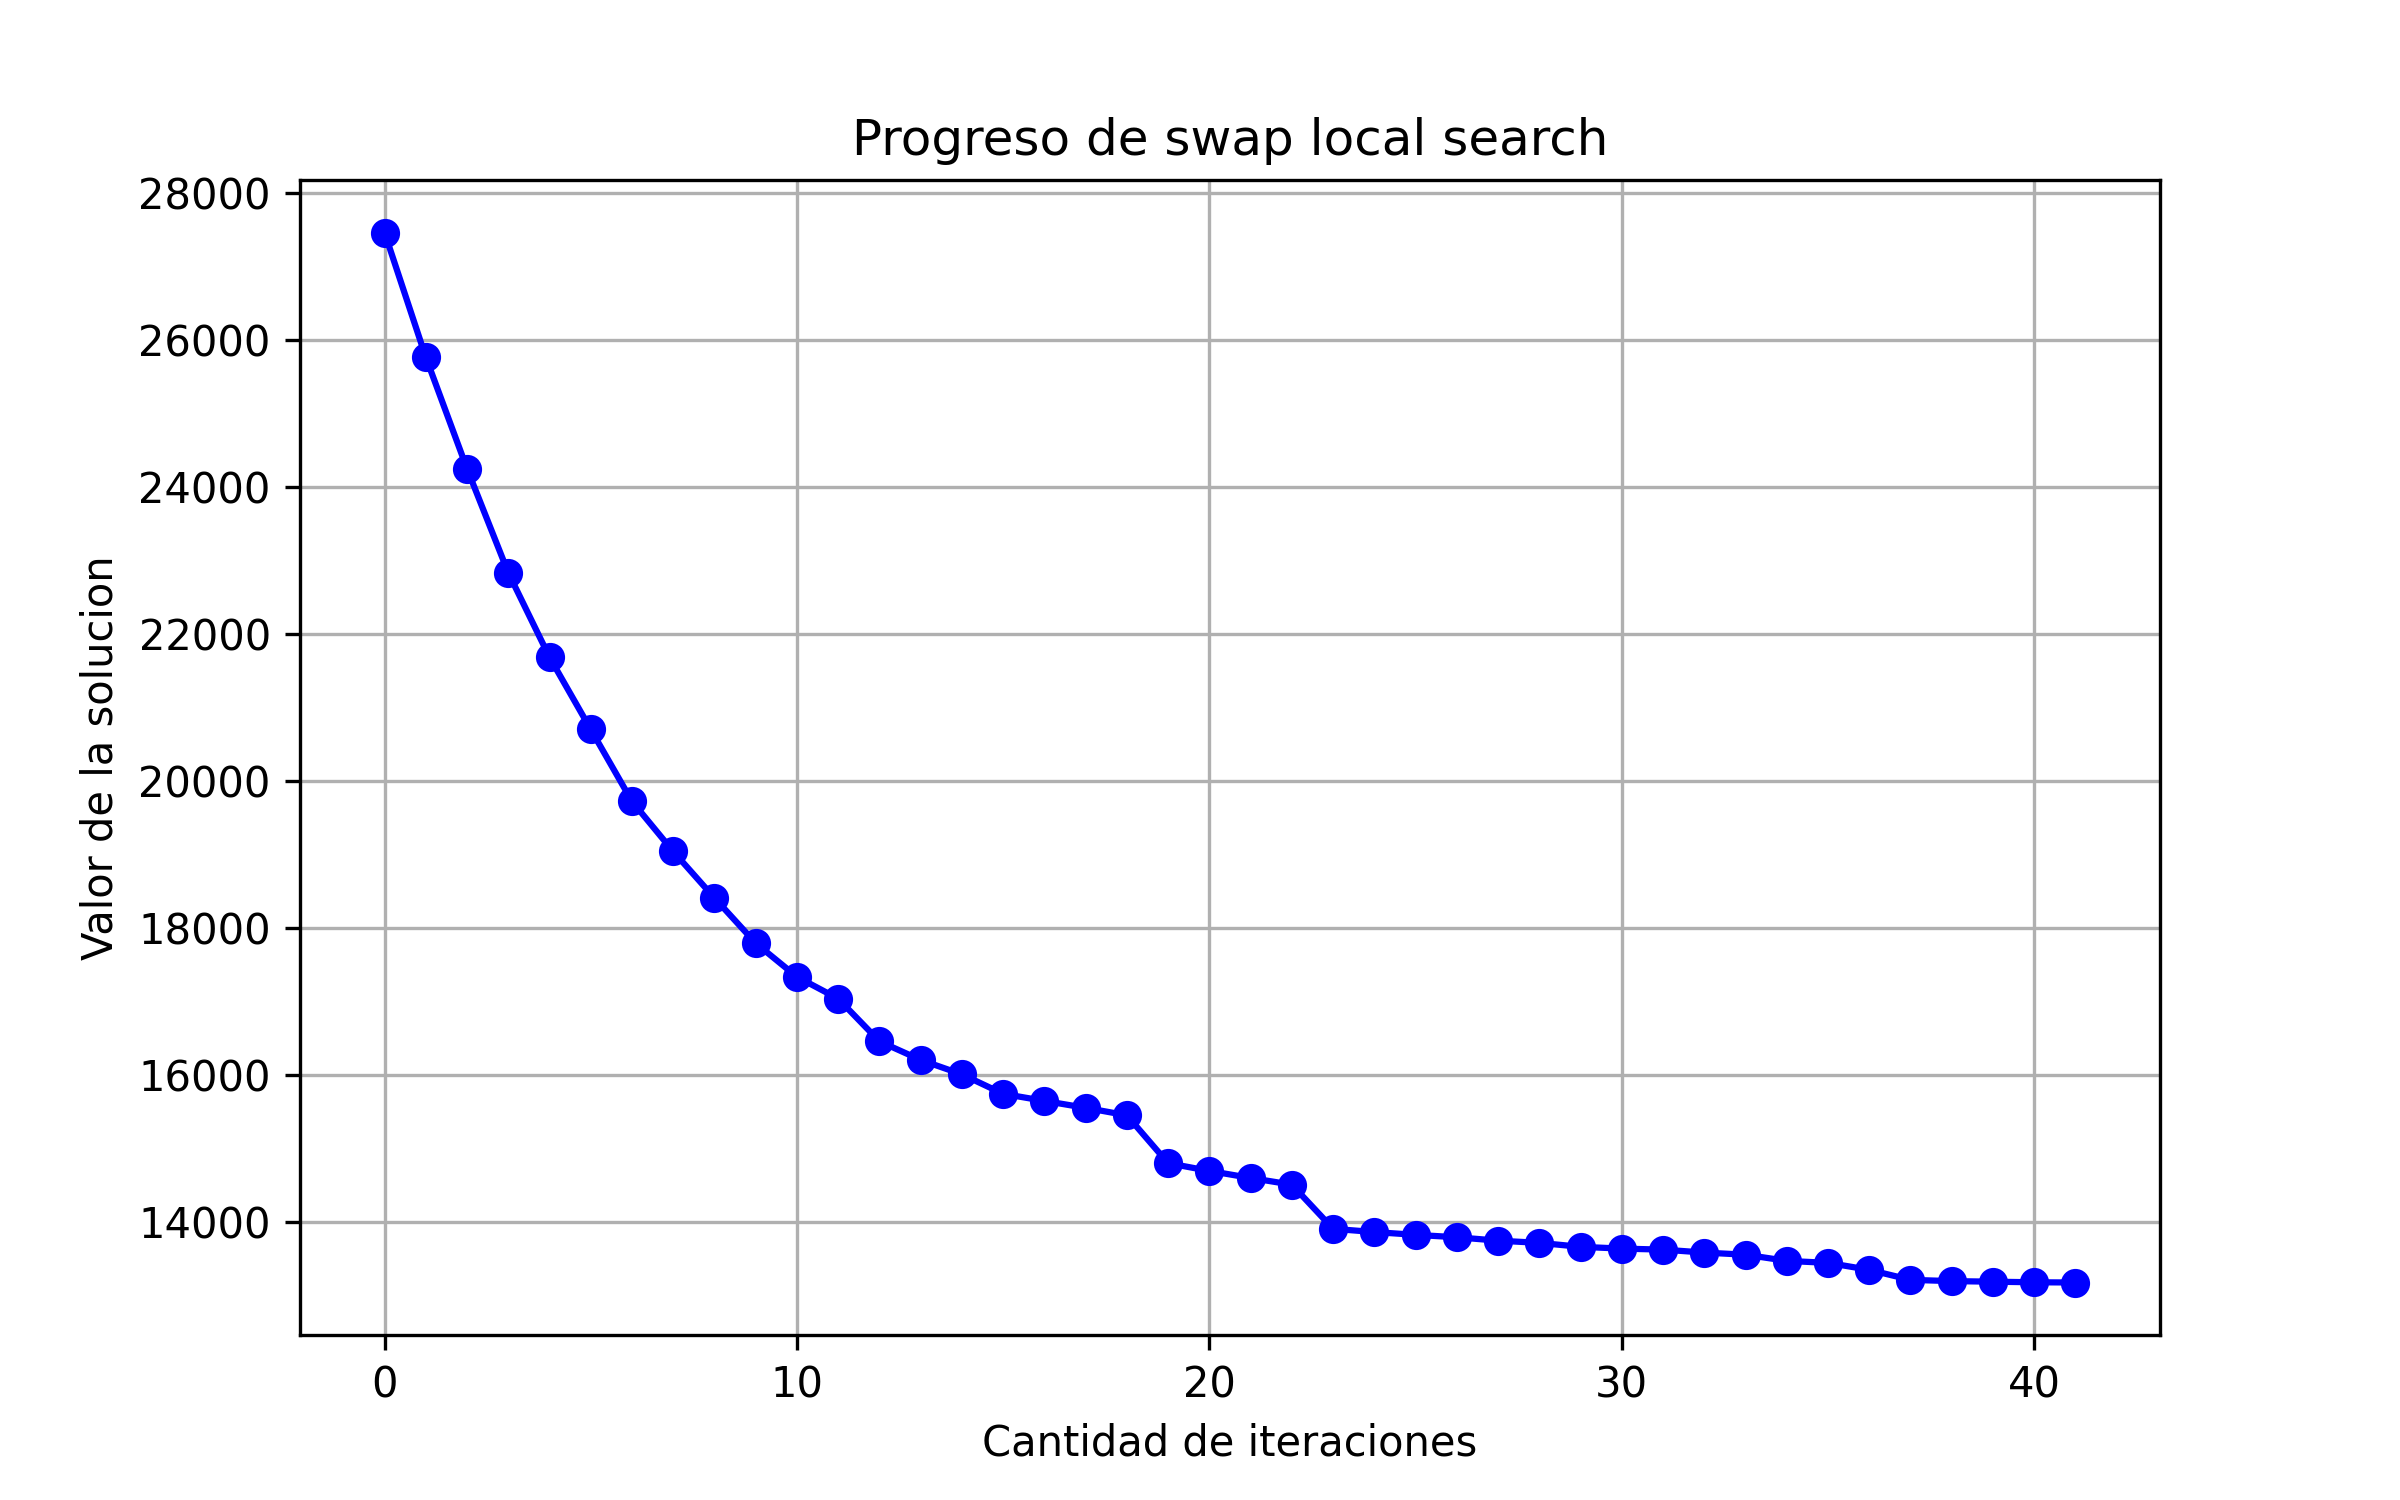 Progreso de swap local search
Valor de la solucion
28000
26000
24000
22000
20000
18000
16000
14000
0 10 20 30 40
Cantidad de iteraciones